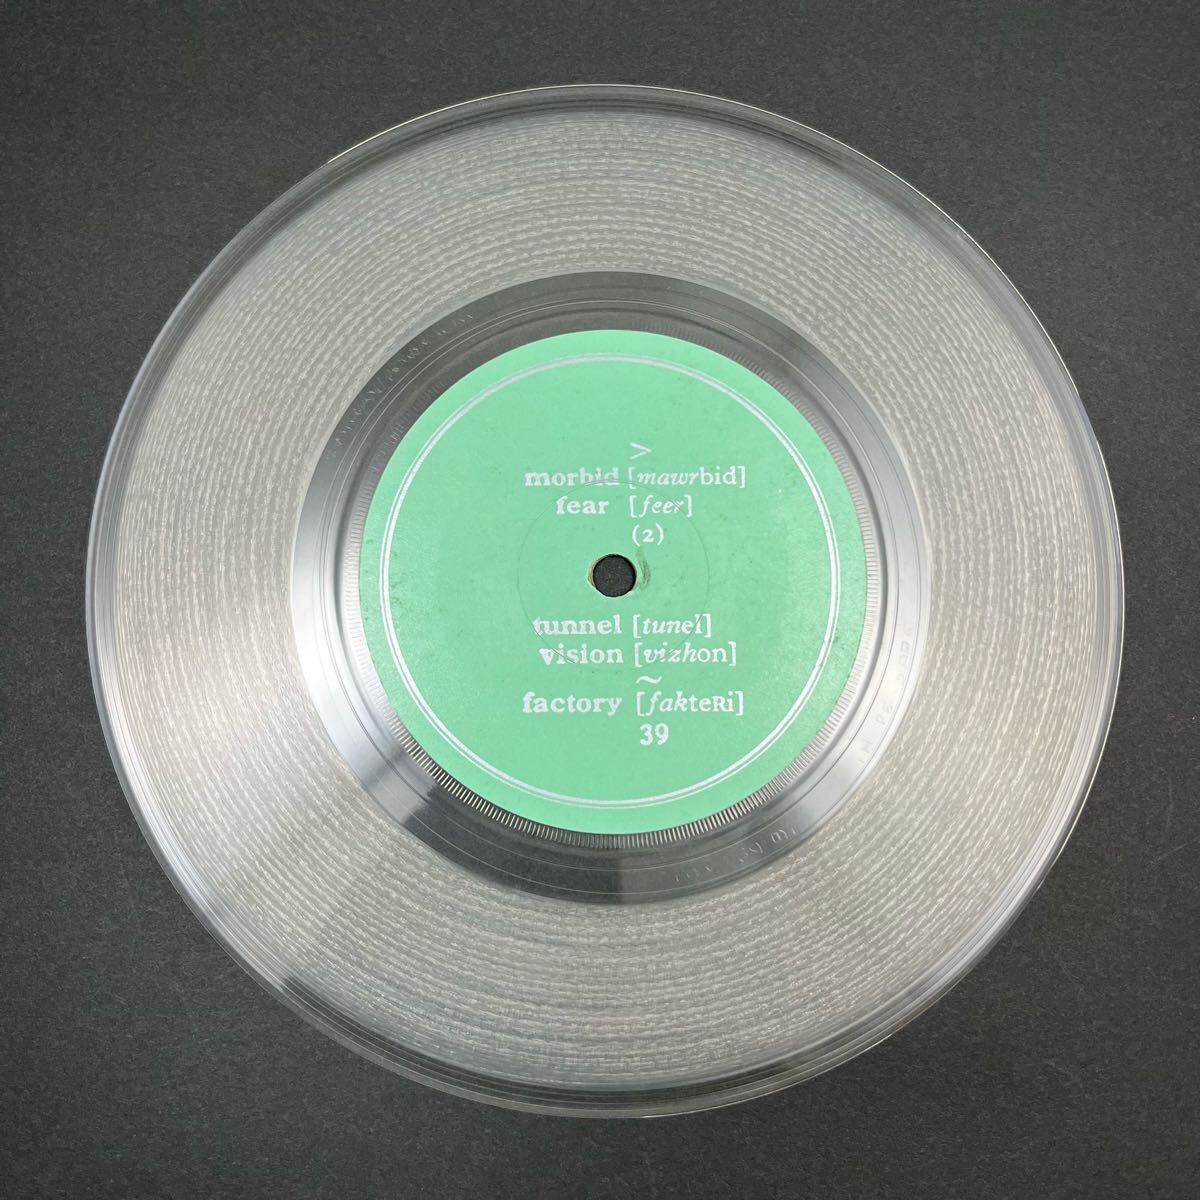 >
morbid [mawrbid]
fear [feer]
(2)
tunnel [tunel]
vision [vizhon]
~
factory [fakteRi]
39